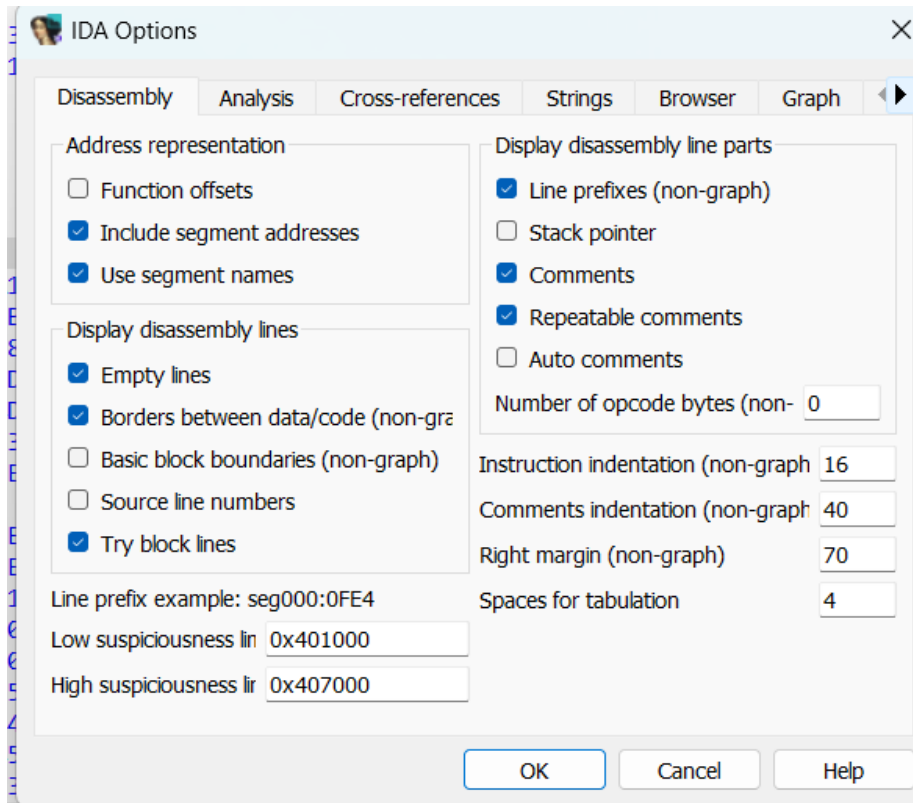 IDA Options
Disassembly Analysis Cross-references Strings Browser Graph
Address representation
Function offsets
Include segment addresses
Use segment names
Display disassembly lines
Empty lines
Borders between data/code (non-gra
Basic block boundaries (non-graph)
Source line numbers
Try block lines
Line prefix example: seg000:0FE4
Low suspiciousness lin 0x401000
High suspiciousness lir 0x407000
Display disassembly line parts
Line prefixes (non-graph)
Stack pointer
Comments
Repeatable comments
Auto comments
Number of opcode bytes (non- 0
Instruction indentation (non-graph 16
Comments indentation (non-graph 40
Right margin (non-graph) 70
Spaces for tabulation 4
OK Cancel Help